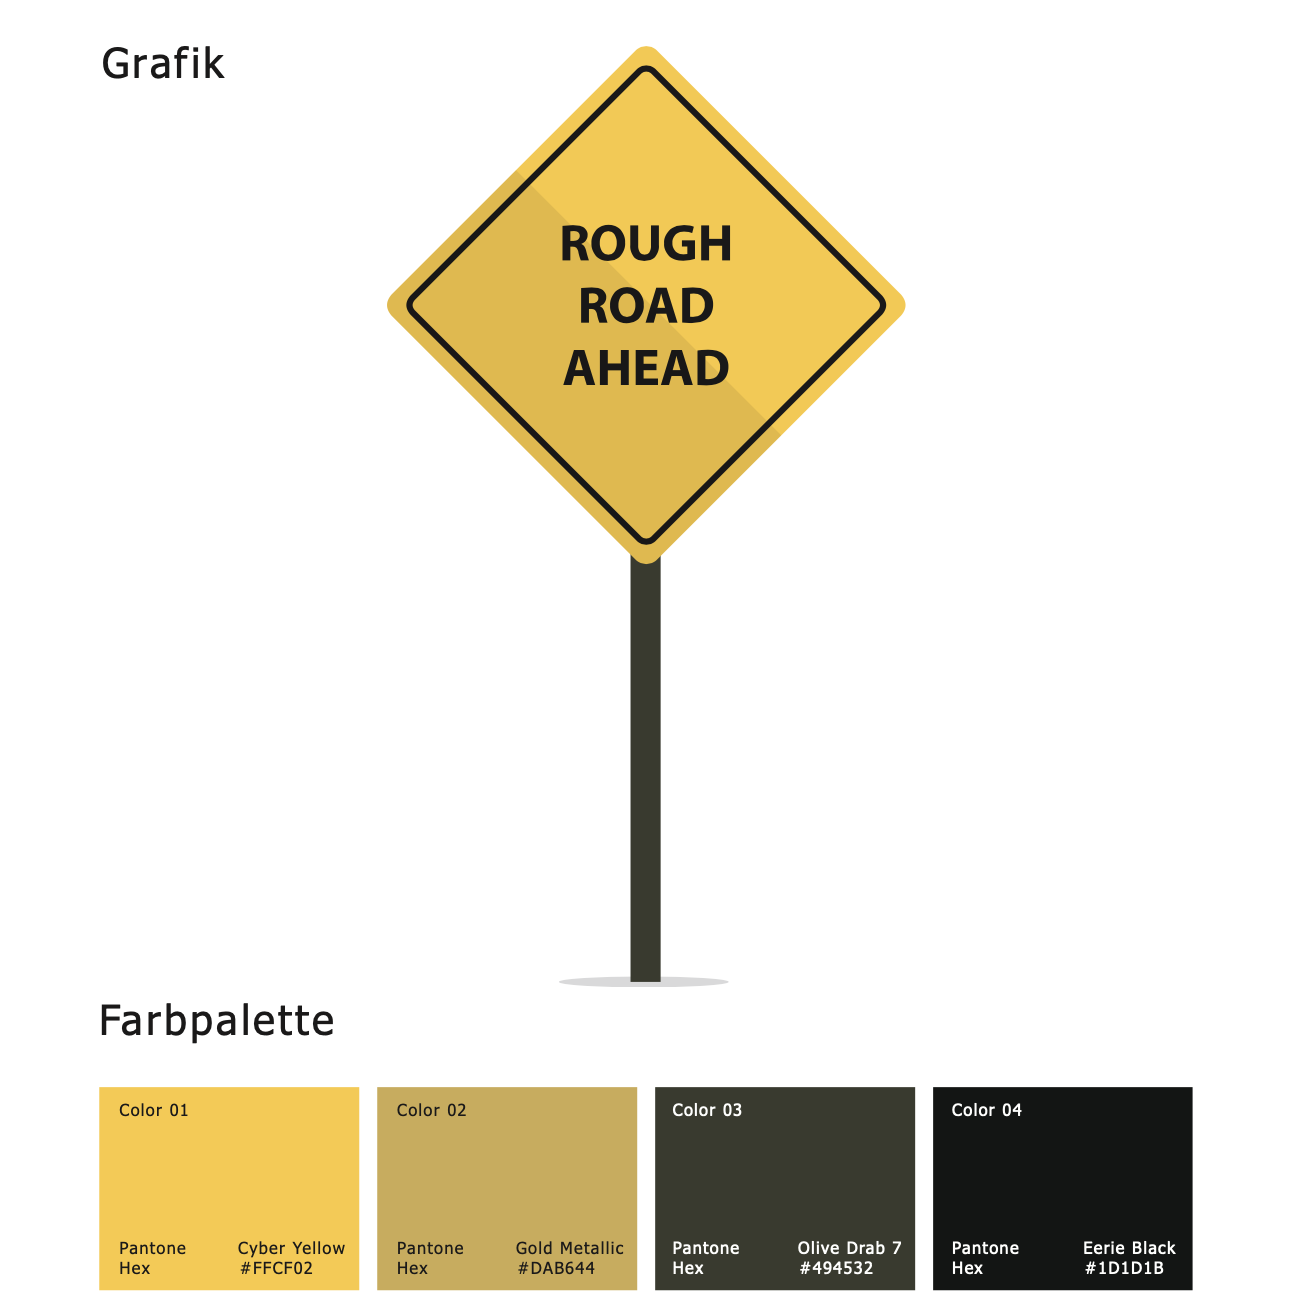 Grafik
ROUGH
ROAD
AHEAD
Farbpalette
Color 01
Pantone Cyber Yellow
Hex #FFCF02
Color 02
Pantone Gold Metallic
Hex #DAB644
Color 03
Pantone Olive Drab 7
Hex #494532
Color 04
Pantone Eerie Black
Hex #1D1D1B